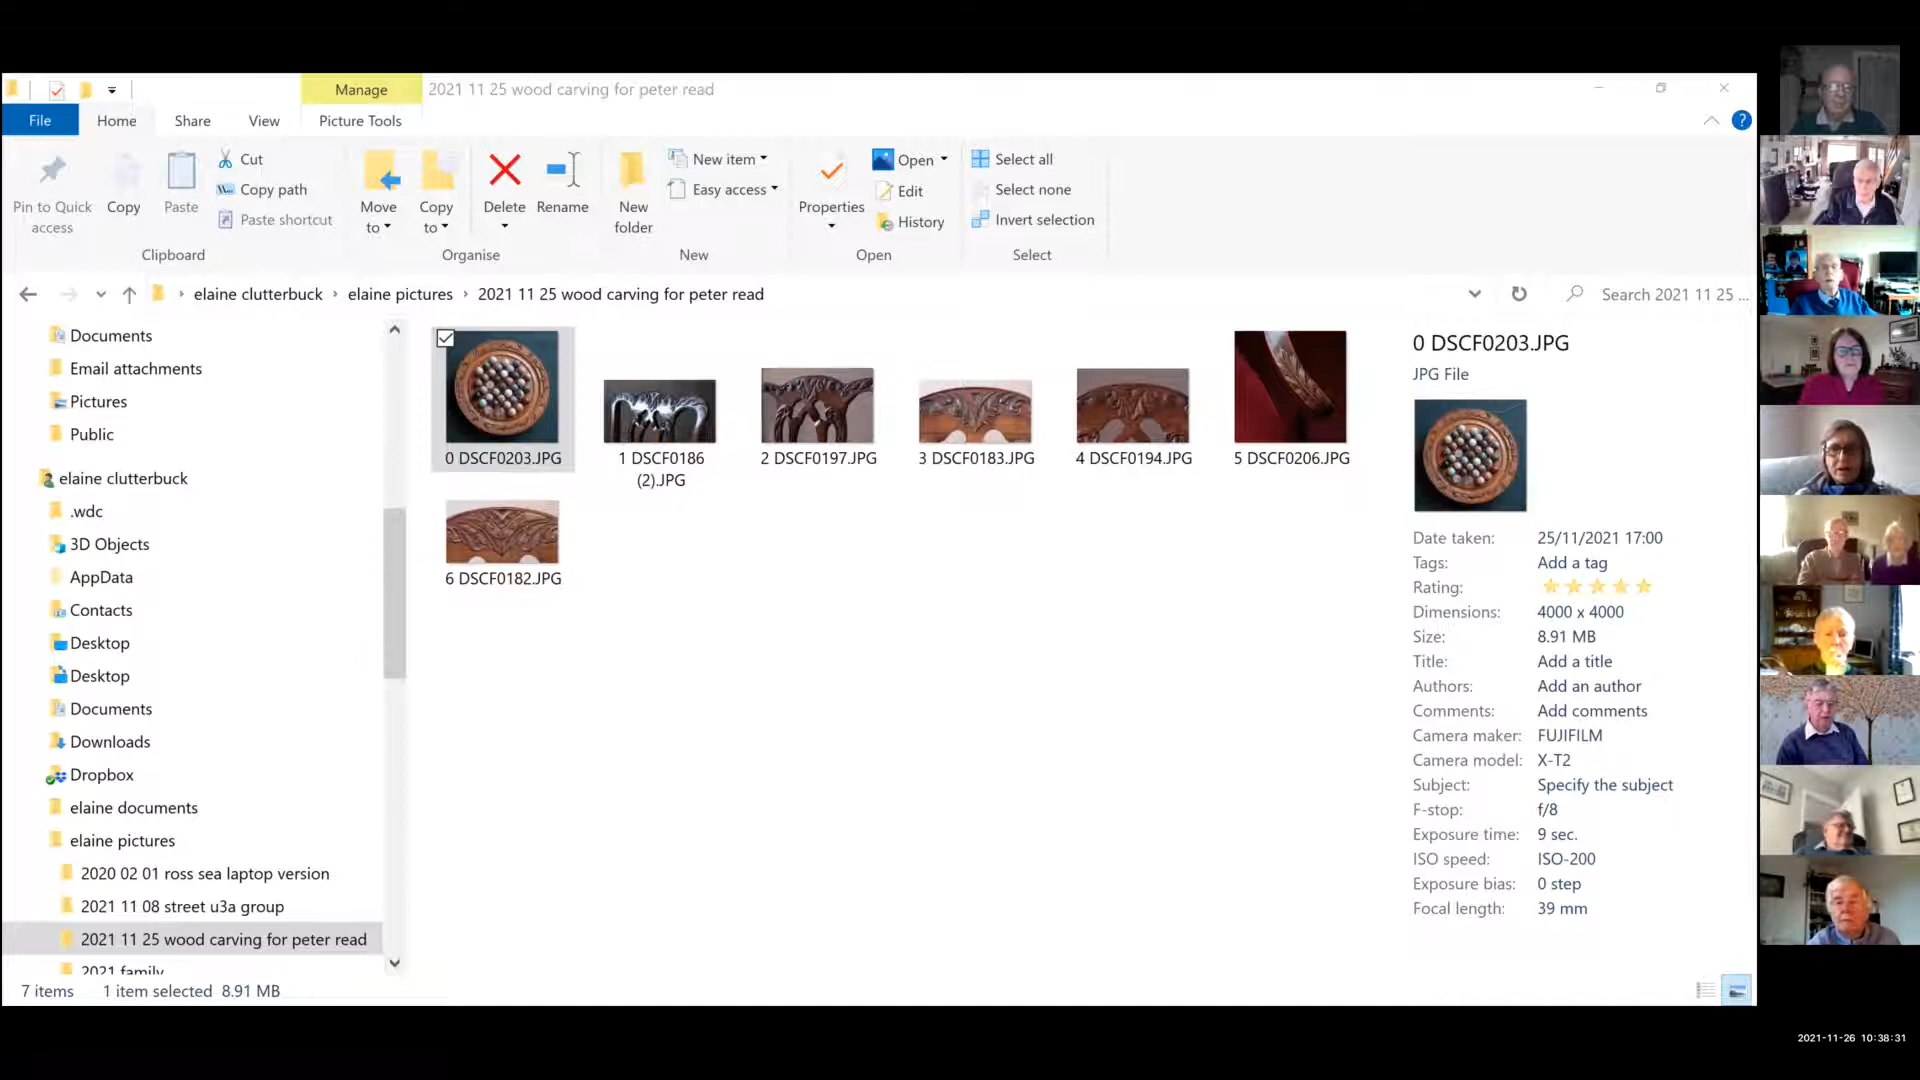 Manage
2021 11 25 wood carving for peter read
File
Home
Share
View
Picture Tools
Pin to Quick access
Copy
Paste
Cut
Copy path
Paste shortcut
Clipboard
Move to
Copy to
Delete
Rename
Organise
New folder
New item
Easy access
New
Properties
Open
Edit
History
Open
Select all
Select none
Invert selection
Select
elaine clutterbuck
elaine pictures
2021 11 25 wood carving for peter read
Search 2021 11 25 ...
Documents
Email attachments
Pictures
Public
elaine clutterbuck
.wdc
3D Objects
AppData
Contacts
Desktop
Desktop
Documents
Downloads
Dropbox
elaine documents
elaine pictures
2020 02 01 ross sea laptop version
2021 11 08 street u3a group
2021 11 25 wood carving for peter read
2021 family
0 DSCF0203.JPG
1 DSCF0186
(2).JPG
2 DSCF0197.JPG
3 DSCF0183.JPG
4 DSCF0194.JPG
5 DSCF0206.JPG
6 DSCF0182.JPG
0 DSCF0203.JPG
JPG File
Date taken: 25/11/2021 17:00
Tags: Add a tag
Rating:
Dimensions: 4000 x 4000
Size: 8.91 MB
Title: Add a title
Authors: Add an author
Comments: Add comments
Camera maker: FUJIFILM
Camera model: X-T2
Subject: Specify the subject
F-stop: f/8
Exposure time: 9 sec.
ISO speed: ISO-200
Exposure bias: 0 step
Focal length: 39 mm
7 items 1 item selected 8.91 MB
2021-11-26 10:38:31